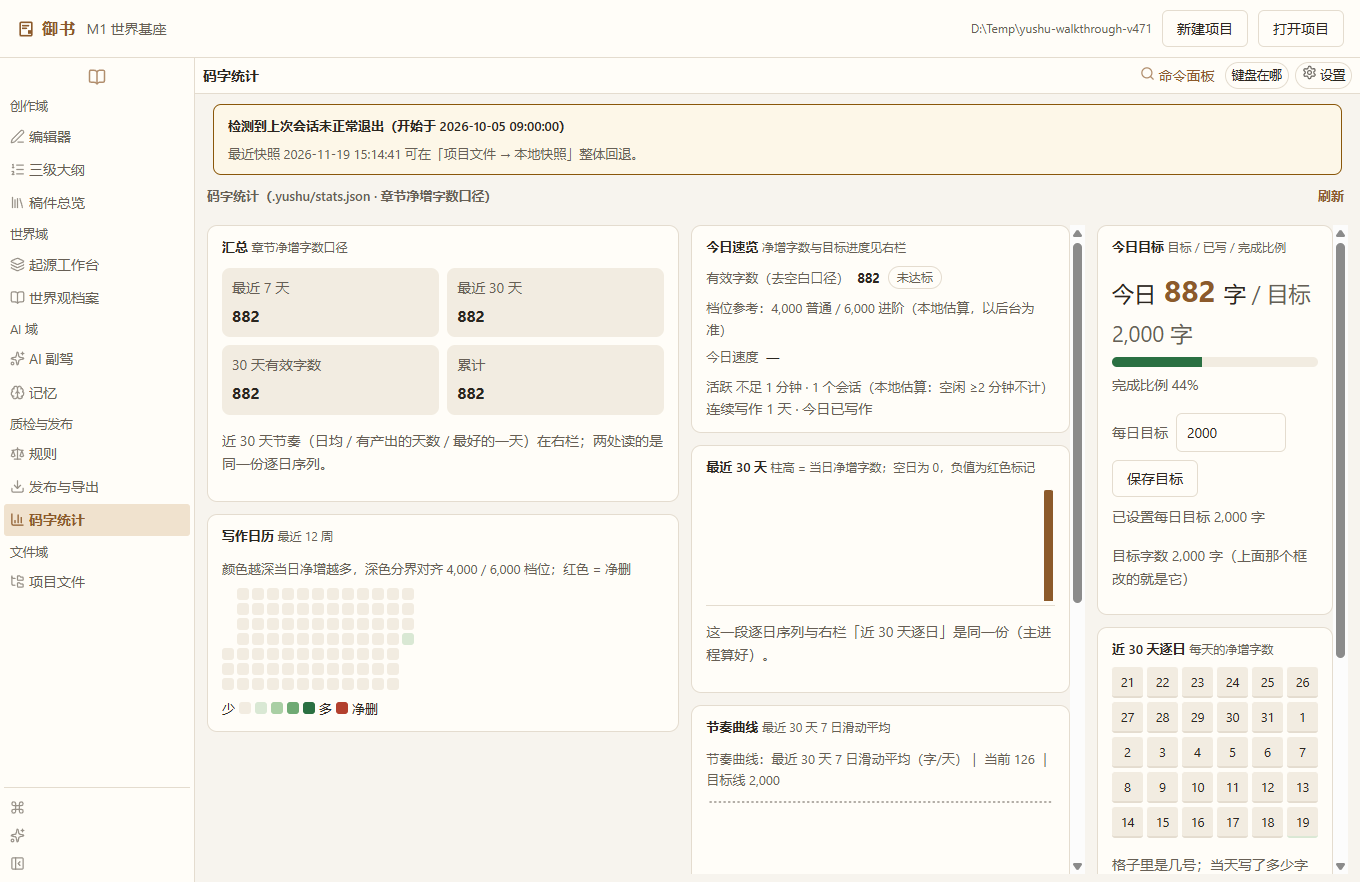 御书 M1 世界基座
D:\Temp\yushu-walkthrough-v471 新建项目 打开项目
创作域
编辑器
三级大纲
稿件总览
世界域
起源工作台
世界观档案
AI 域
AI 副驾
记忆
质检与发布
规则
发布与导出
码字统计
文件域
项目文件
码字统计
命令面板 键盘在哪 设置
检测到上次会话未正常退出（开始于 2026-10-05 09:00:00）
最近快照 2026-11-19 15:14:41 可在「项目文件 → 本地快照」整体回退。
码字统计（.yushu/stats.json · 章节净增字数口径）
刷新
汇总 章节净增字数口径
最近 7 天
882
最近 30 天
882
30 天有效字数
882
累计
882
近 30 天节奏（日均 / 有产出的天数 / 最好的一天）在右栏；两处读的是
同一份逐日序列。
写作日历 最近 12 周
颜色越深当日净增越多，深色分界对齐 4,000 / 6,000 档位；红色 = 净删
少 多 净删
今日速览 净增字数与目标进度见右栏
有效字数（去空白口径） 882 未达标
档位参考：4,000 普通 / 6,000 进阶（本地估算，以后台为
准）
今日速度 —
活跃 不足 1 分钟 · 1 个会话（本地估算：空闲 ≥2 分钟不计）
连续写作 1 天 · 今日已写作
最近 30 天 柱高 = 当日净增字数；空日为 0，负值为红色标记
这一段逐日序列与右栏「近 30 天逐日」是同一份（主进
程算好）。
节奏曲线 最近 30 天 7 日滑动平均
节奏曲线：最近 30 天 7 日滑动平均（字/天） | 当前 126 |
目标线 2,000
今日目标 目标 / 已写 / 完成比例
今日 882 字 / 目标
2,000 字
完成比例 44%
每日目标 2000
保存目标
已设置每日目标 2,000 字
目标字数 2,000 字（上面那个框
改的就是它）
近 30 天逐日 每天的净增字数
21 22 23 24 25 26
27 28 29 30 31 1
2 3 4 5 6 7
8 9 10 11 12 13
14 15 16 17 18 19
格子里是几号；当天写了多少字